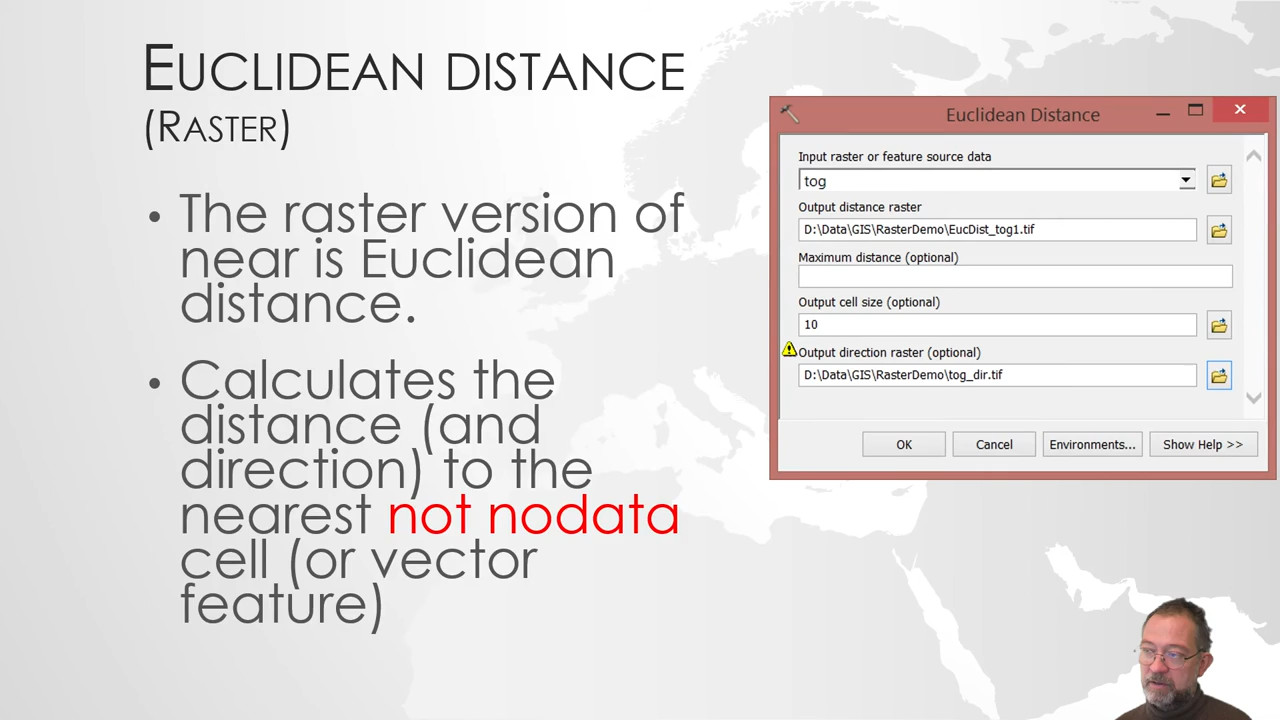 EUCLIDEAN DISTANCE
(RASTER)
• The raster version of
near is Euclidean
distance.
• Calculates the
distance (and
direction) to the
nearest not nodata
cell (or vector
feature)
Euclidean Distance
Input raster or feature source data
tog
Output distance raster
D:\Data\GIS\RasterDemo\EucDist_tog1.tif
Maximum distance (optional)
Output cell size (optional)
10
Output direction raster (optional)
D:\Data\GIS\RasterDemo\tog_dir.tif
OK Cancel Environments... Show Help >>